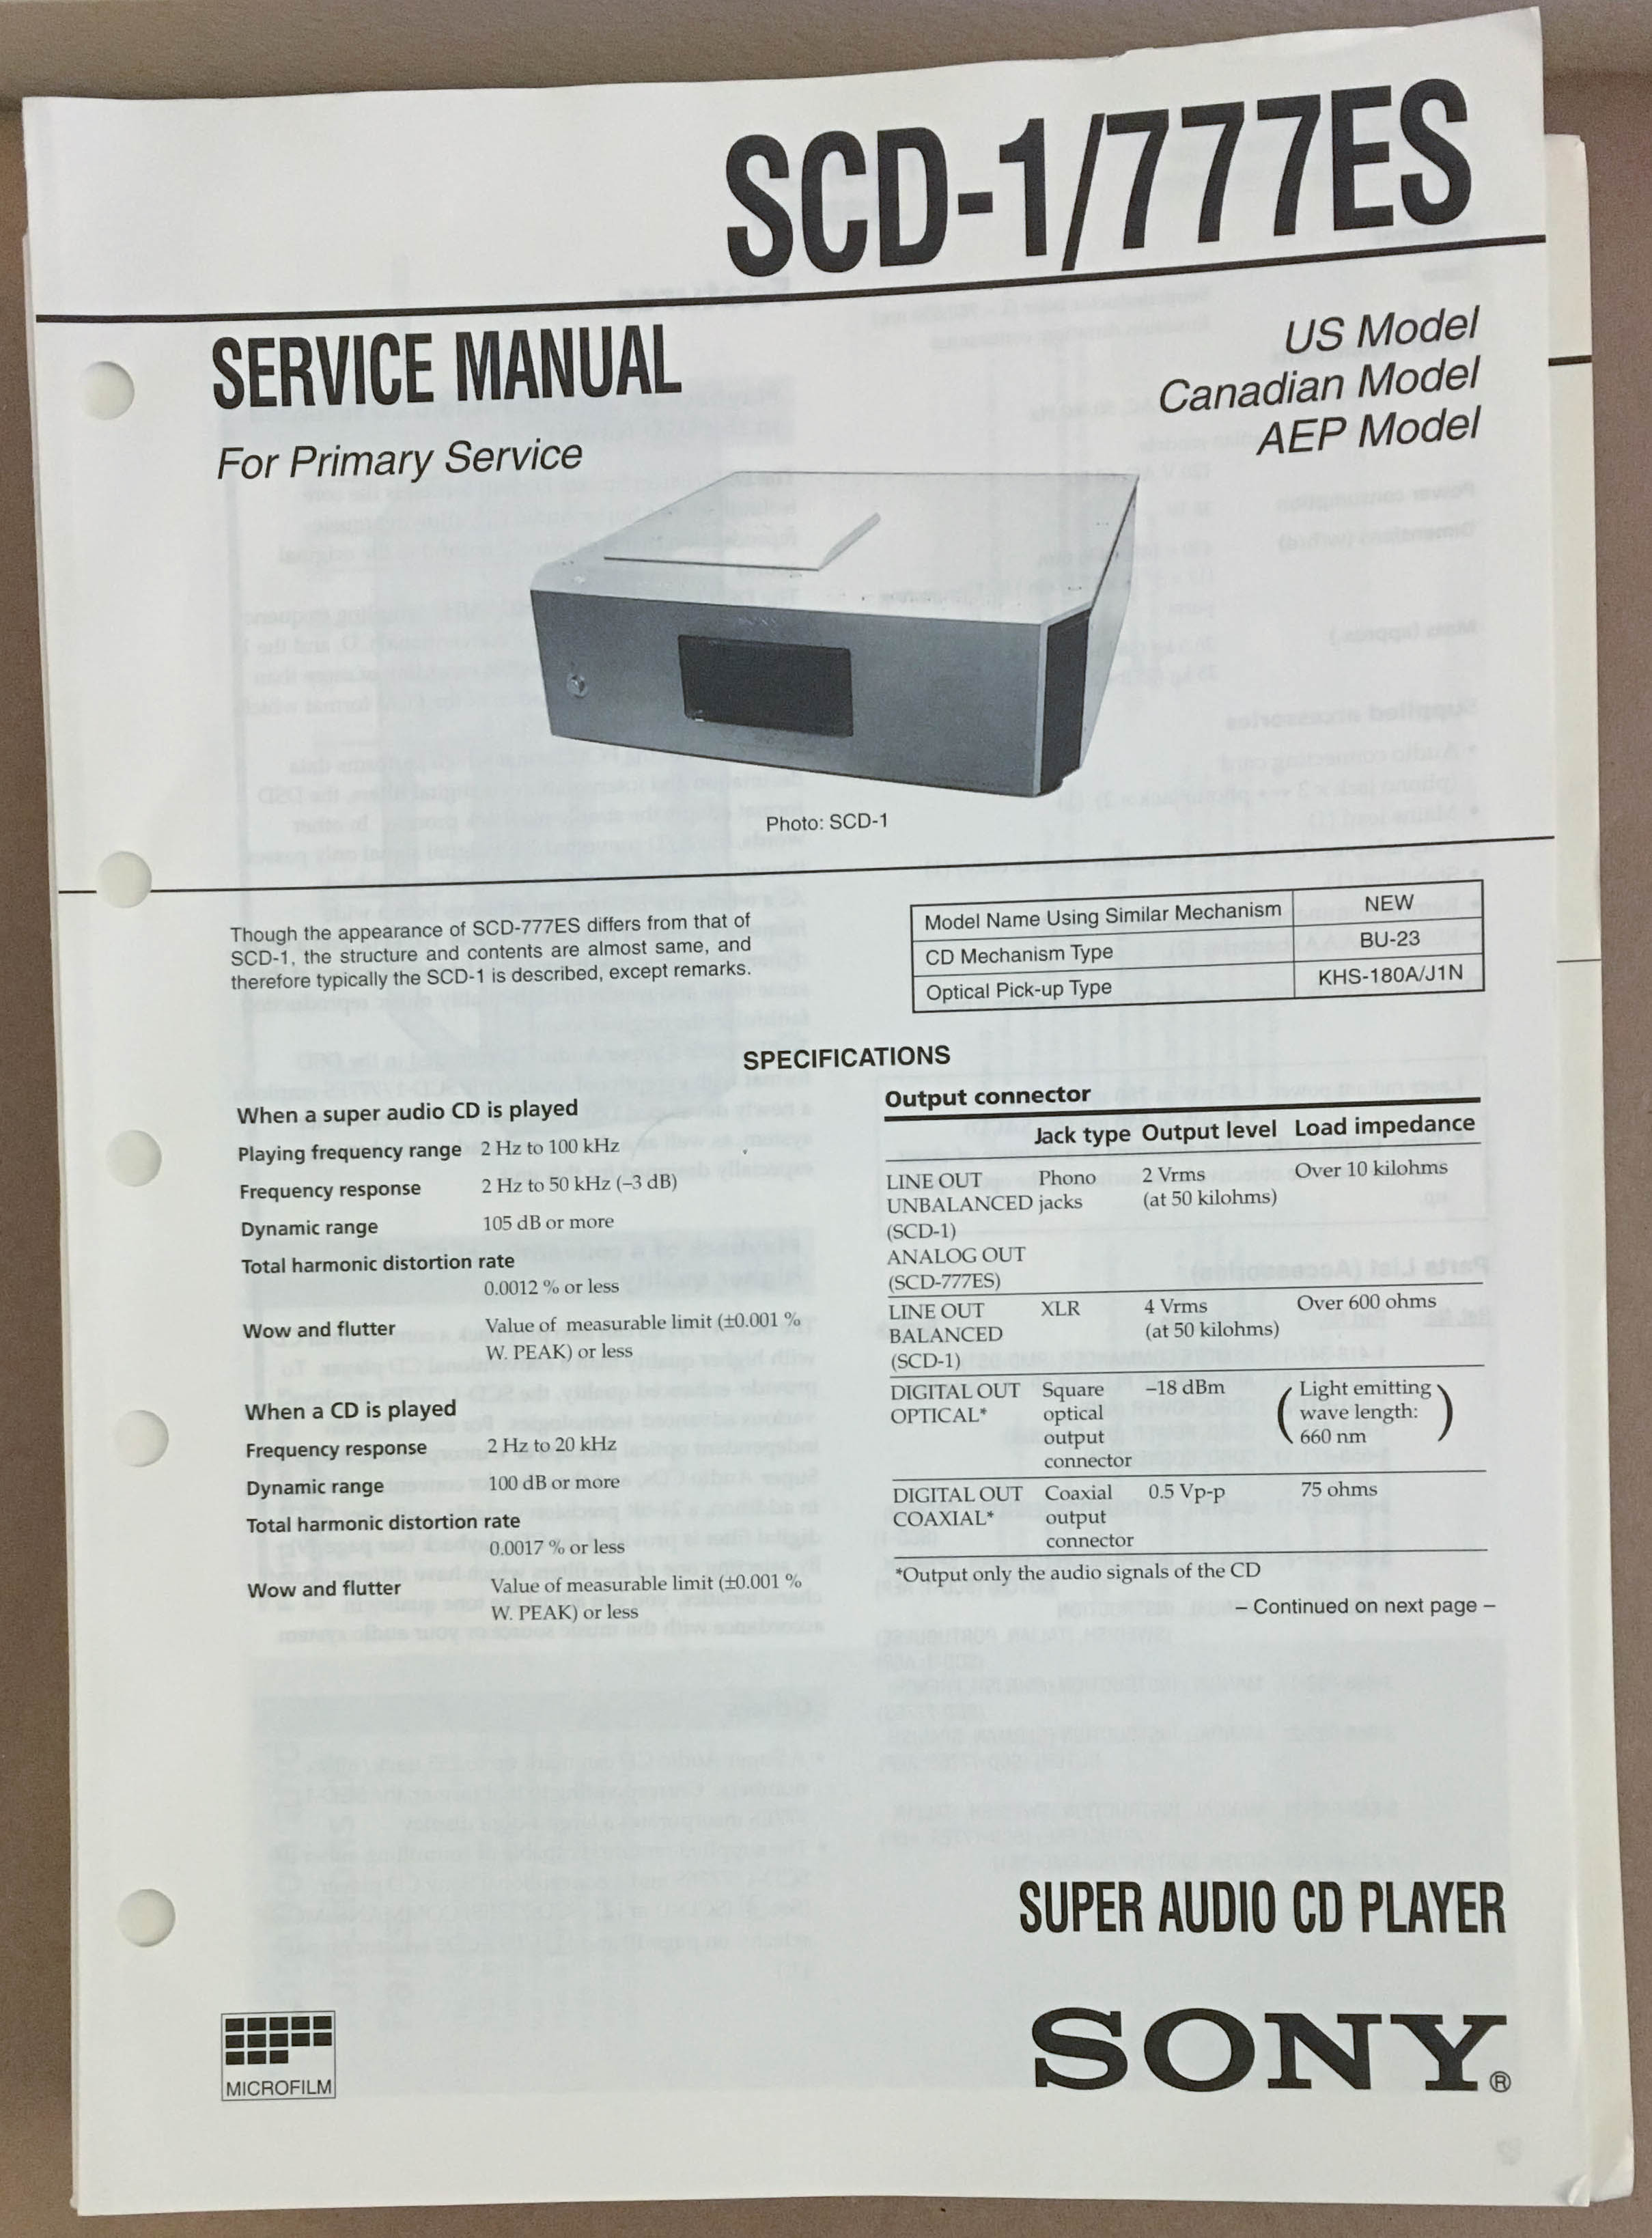 SCD-1/777ES
SERVICE MANUAL
For Primary Service
US Model
Canadian Model
AEP Model
Photo: SCD-1
Though the appearance of SCD-777ES differs from that of
SCD-1, the structure and contents are almost same, and
therefore typically the SCD-1 is described, except remarks.
Model Name Using Similar Mechanism NEW
CD Mechanism Type BU-23
Optical Pick-up Type KHS-180A/J1N
SPECIFICATIONS
When a super audio CD is played
Playing frequency range 2 Hz to 100 kHz
Frequency response 2 Hz to 50 kHz (–3 dB)
Dynamic range 105 dB or more
Total harmonic distortion rate
0.0012 % or less
Wow and flutter Value of measurable limit (±0.001 %
W. PEAK) or less
When a CD is played
Frequency response 2 Hz to 20 kHz
Dynamic range 100 dB or more
Total harmonic distortion rate
0.0017 % or less
Wow and flutter Value of measurable limit (±0.001 %
W. PEAK) or less
Output connector
Jack type Output level Load impedance
LINE OUT Phono 2 Vrms Over 10 kilohms
UNBALANCED jacks (at 50 kilohms)
(SCD-1)
ANALOG OUT
(SCD-777ES)
LINE OUT XLR 4 Vrms Over 600 ohms
BALANCED (at 50 kilohms)
(SCD-1)
DIGITAL OUT Square –18 dBm (Light emitting
OPTICAL* optical wave length:
output 660 nm)
connector
DIGITAL OUT Coaxial 0.5 Vp-p 75 ohms
COAXIAL* output
connector
*Output only the audio signals of the CD
– Continued on next page –
SUPER AUDIO CD PLAYER
MICROFILM
SONY®